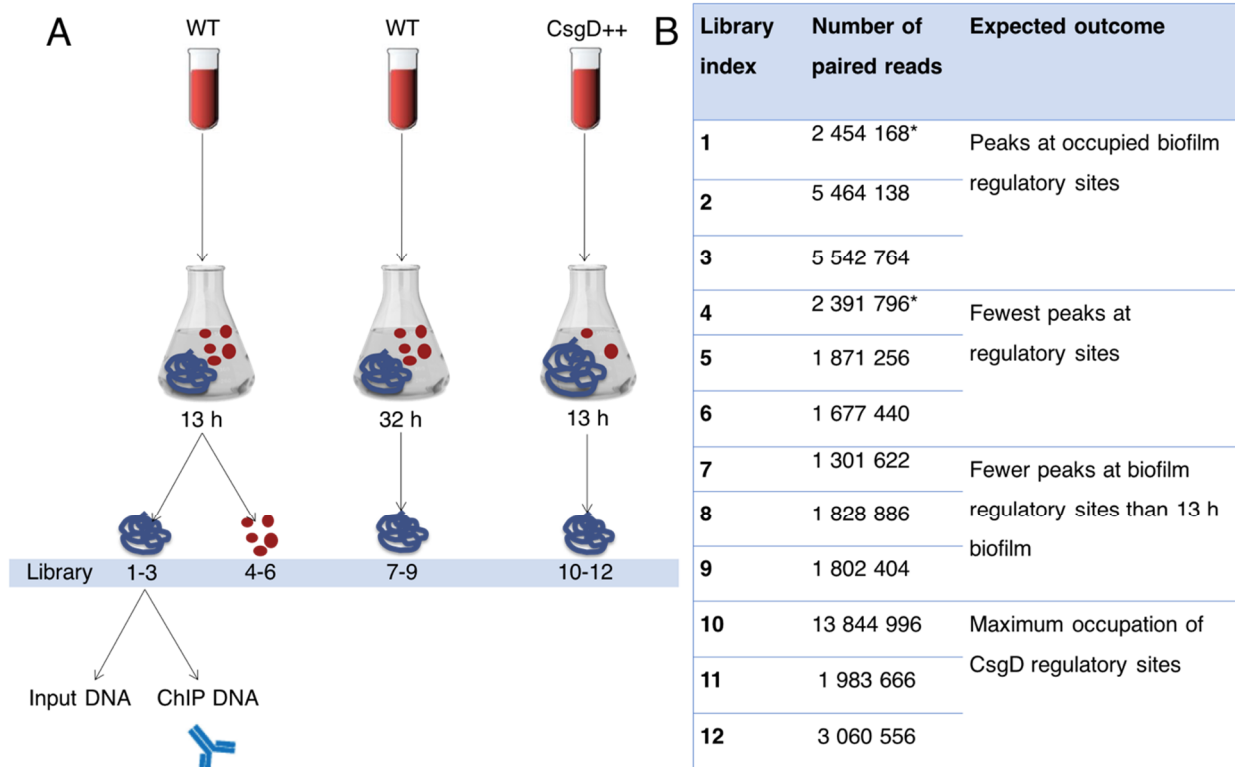 A
WT
WT
CsgD++
13 h
32 h
13 h
Library
1-3
4-6
7-9
10-12
Input DNA
ChIP DNA
B
Library index
Number of paired reads
Expected outcome
1
2 454 168*
Peaks at occupied biofilm
regulatory sites
2
5 464 138
3
5 542 764
4
2 391 796*
Fewest peaks at
regulatory sites
5
1 871 256
6
1 677 440
7
1 301 622
Fewer peaks at biofilm
regulatory sites than 13 h
biofilm
8
1 828 886
9
1 802 404
10
13 844 996
Maximum occupation of
CsgD regulatory sites
11
1 983 666
12
3 060 556